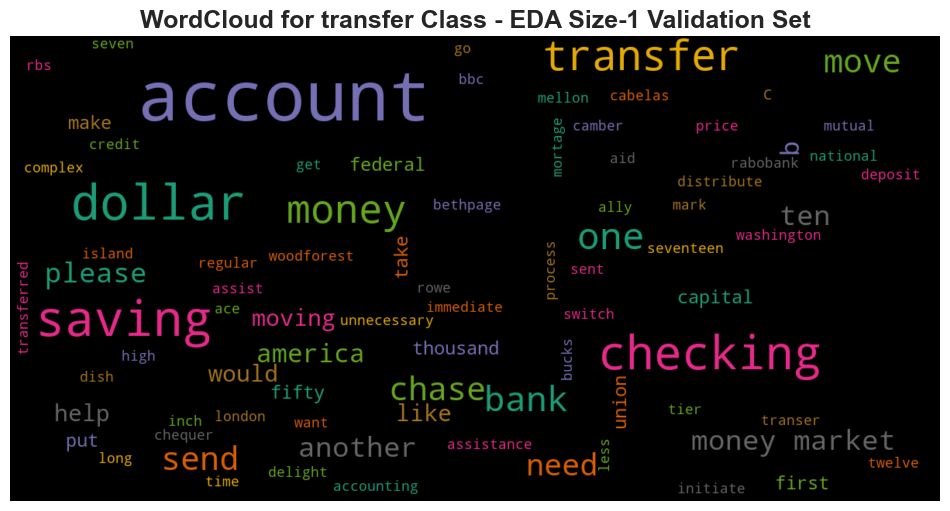 WordCloud for transfer Class - EDA Size-1 Validation Set
seven
go
transfer
move
rbs
account
bbc
mellon
cabelas
C
make
mortage
camber
price
mutual
credit
b
complex
get
federal
aid
rabobank
national
deposit
distribute
dollar
money
bethpage
ally
mark
ten
one
seventeen
washington
island
regular
woodforest
take
please
process
sent
transferred
assist
rowe
capital
saving
ace
moving
unnecessary
immediate
switch
high
america
thousand
bucks
checking
dish
would
fifty
chase
bank
union
tier
help
inch
london
want
like
transer
put
chequer
another
assistance
less
money market
long
send
delight
need
twelve
time
accounting
initiate
first